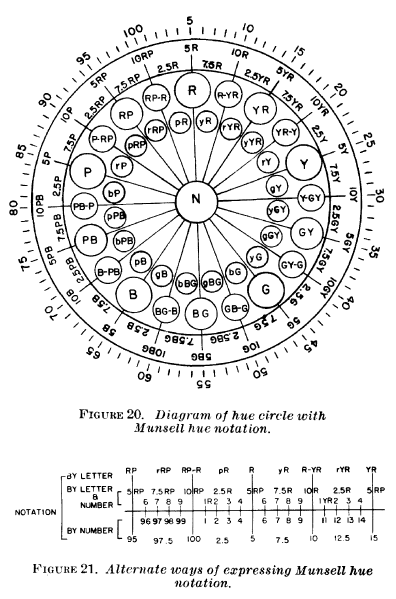 5 10 15 20 25 30 35 40 45 50 55 60 65 70 75 80 85 90 95 100
5R 10R 5YR 10YR 5Y 10Y 5GY 10GY 5G 10G 5BG 10BG 5B 10B 5PB 10PB 5P 10P 5RP 10RP
7.5R 2.5YR 7.5YR 2.5Y 7.5Y 2.5GY 7.5GY 2.5G 7.5G 2.5BG 7.5BG 2.5B 7.5B 2.5PB 7.5PB 2.5P 7.5P 2.5RP 7.5RP 2.5R
R R-YR YR YR-Y Y Y-GY GY GY-G G GB-G BG BG-B B B-PB PB PB-P P P-RP RP RP-R
yR rYR yYR rY gY yGY gGY yG bG gBG bBG gB pB bPB pPB bP rP pRP rRP pR
N
FIGURE 20. Diagram of hue circle with
Munsell hue notation.
BY LETTER RP rRP RP-R pR R yR R-YR rYR YR
BY LETTER 5RP 7.5RP 10RP 2.5R 5RP 7.5RP 10R 2.5R 5RP
&
NUMBER 6 7 8 9 1R2 3 4 6 7 8 9 1YR2 3 4
NOTATION
BY NUMBER 96 97 98 99 1 2 3 4 6 7 8 9 11 12 13 14
95 97.5 100 2.5 5 7.5 10 12.5 15
FIGURE 21. Alternate ways of expressing Munsell hue
notation.